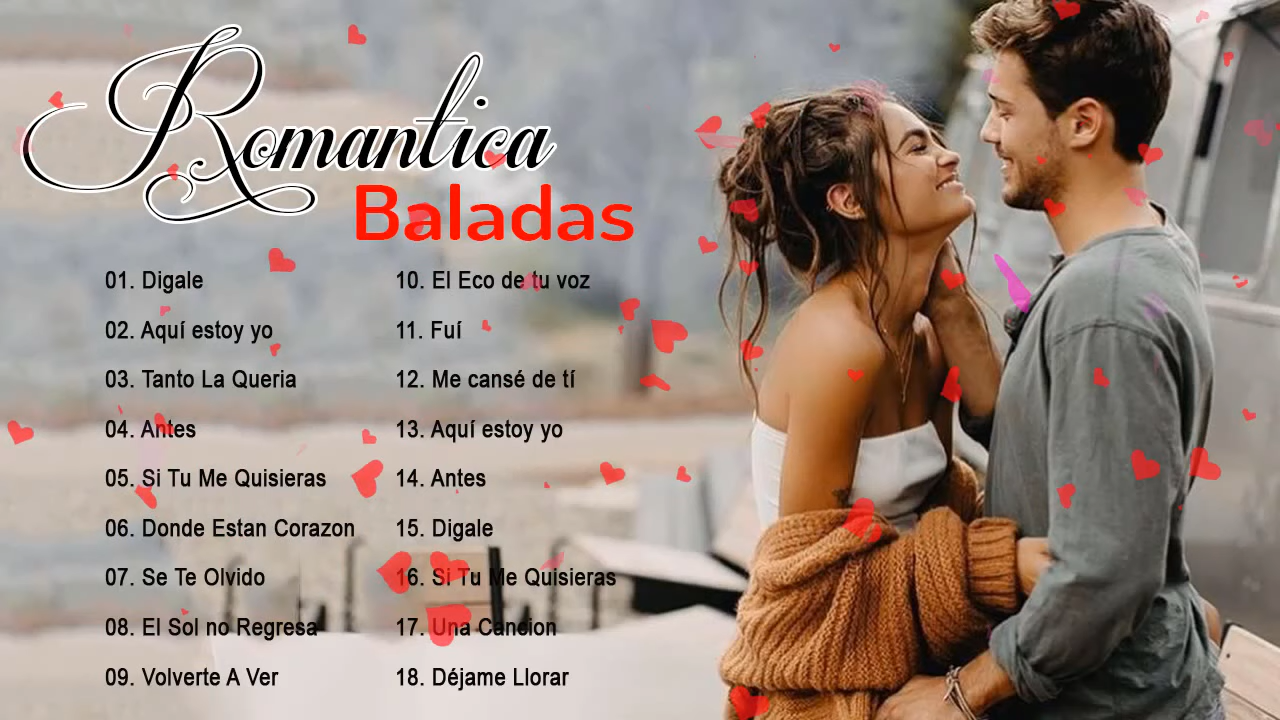 Romantica
Baladas
01. Digale
02. Aquí estoy yo
03. Tanto La Queria
04. Antes
05. Si Tu Me Quisieras
06. Donde Estan Corazon
07. Se Te Olvido
08. El Sol no Regresa
09. Volverte A Ver
10. El Eco de tu voz
11. Fuí
12. Me cansé de tí
13. Aquí estoy yo
14. Antes
15. Digale
16. Si Tu Me Quisieras
17. Una Cancion
18. Déjame Llorar